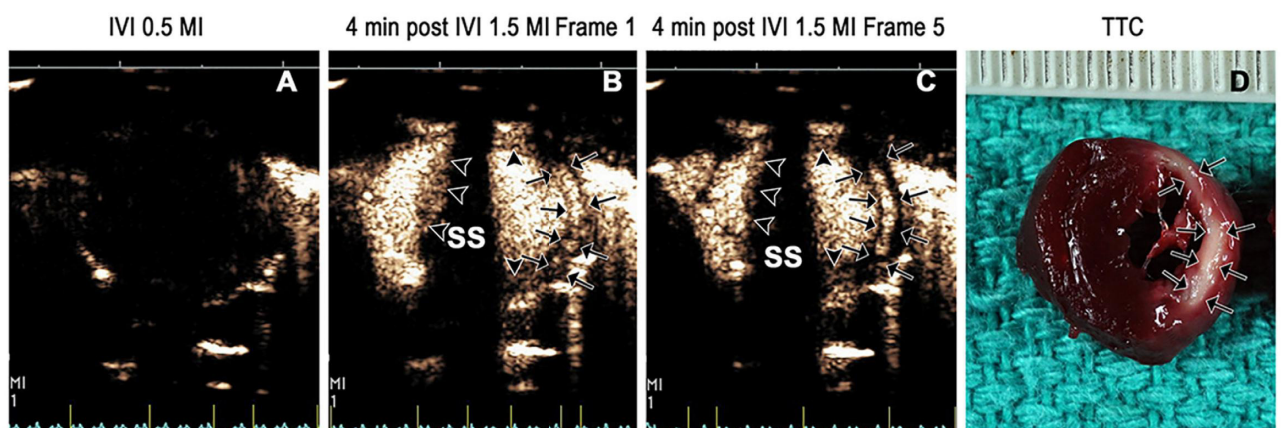 IVI 0.5 MI
4 min post IVI 1.5 MI Frame 1
4 min post IVI 1.5 MI Frame 5
TTC
A
B
C
D
SS
SS
MI
1
MI
1
MI
1